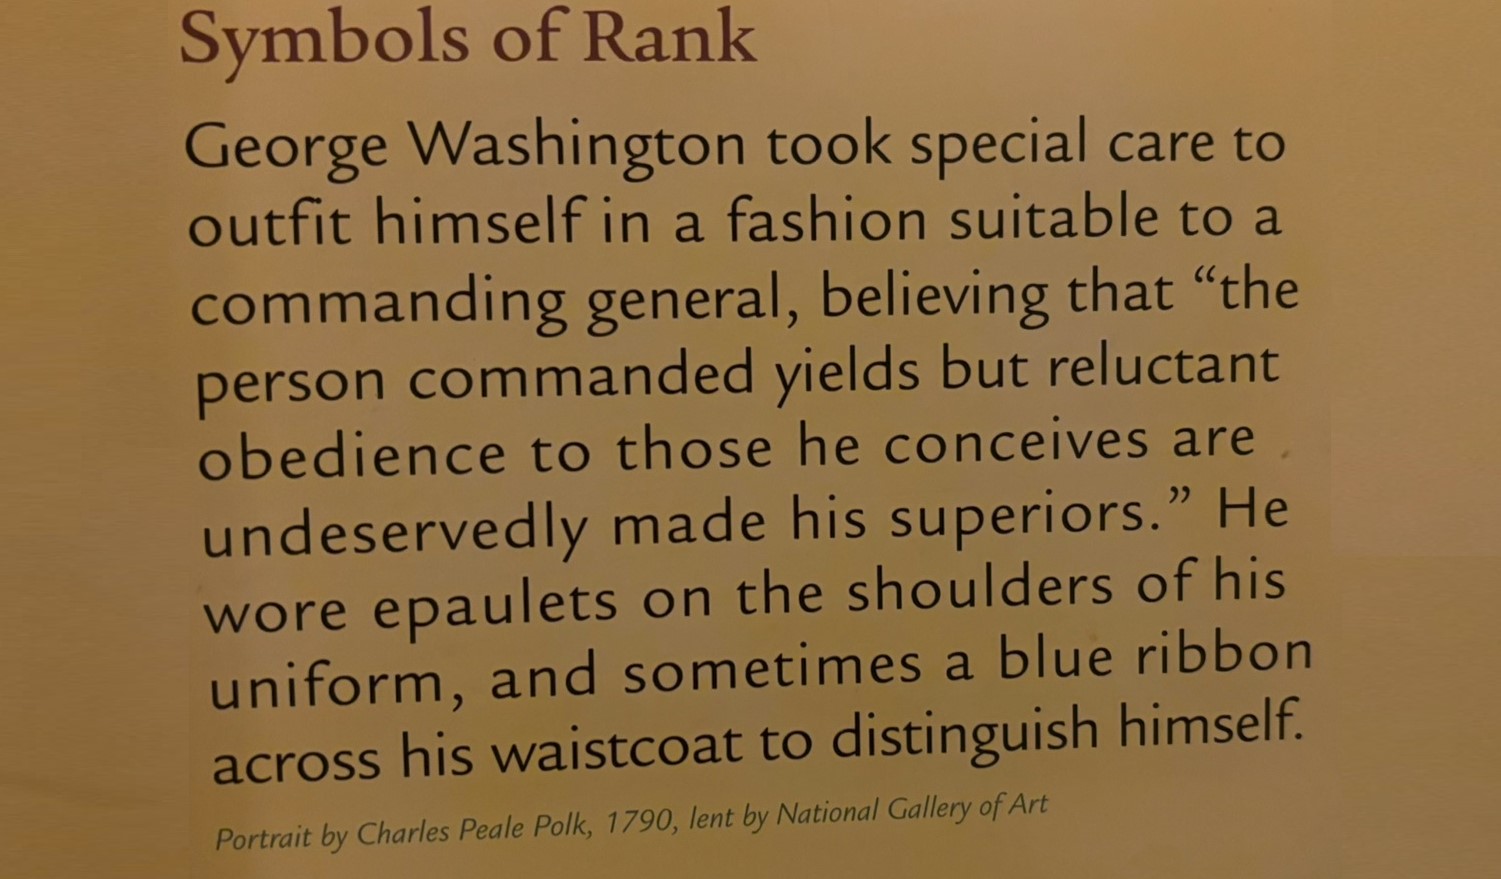 Symbols of Rank
George Washington took special care to
outfit himself in a fashion suitable to a
commanding general, believing that “the
person commanded yields but reluctant
obedience to those he conceives are
undeservedly made his superiors.” He
wore epaulets on the shoulders of his
uniform, and sometimes a blue ribbon
across his waistcoat to distinguish himself.
Portrait by Charles Peale Polk, 1790, lent by National Gallery of Art